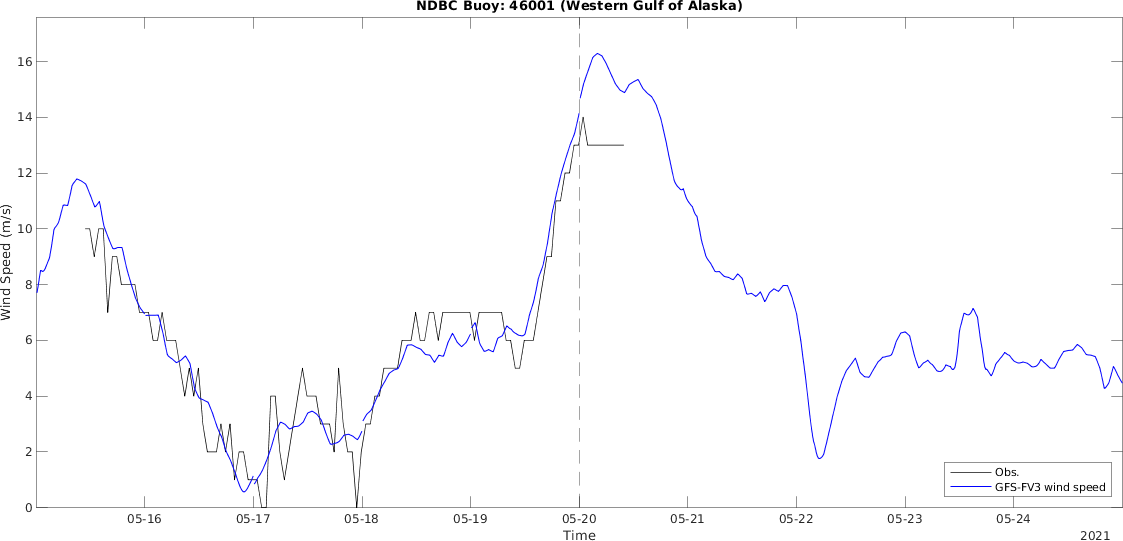 NDBC Buoy: 46001 (Western Gulf of Alaska)
Wind Speed (m/s)
16
14
12
10
8
6
4
2
0
Obs.
GFS-FV3 wind speed
05-16 05-17 05-18 05-19 05-20 05-21 05-22 05-23 05-24
Time
2021